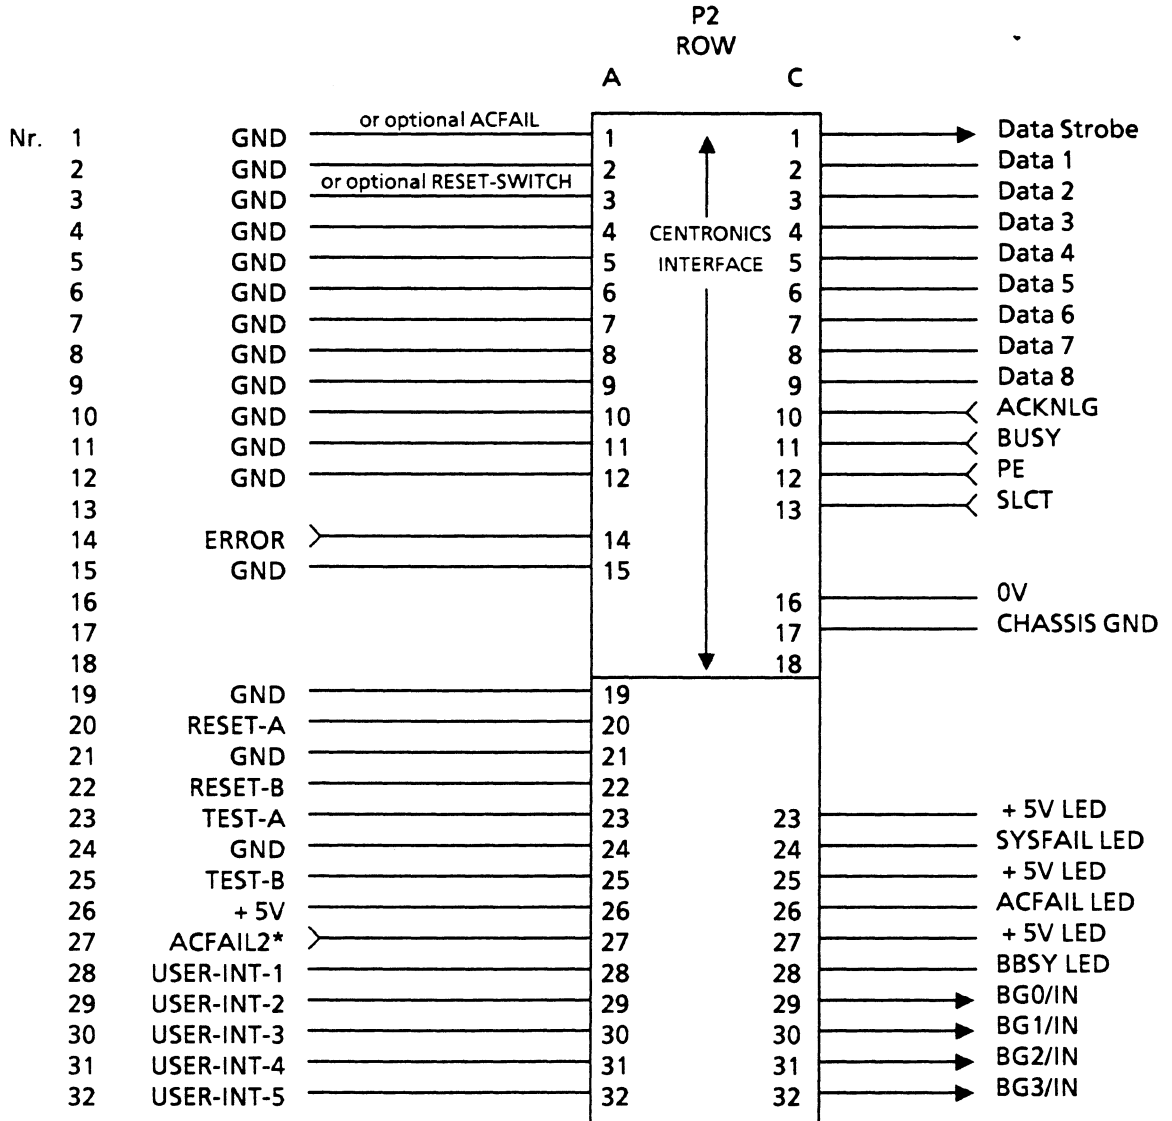 P2
ROW
A C
or optional ACFAIL
Nr. 1 GND 1 1 Data Strobe
2 GND 2 2 Data 1
or optional RESET-SWITCH
3 GND 3 3 Data 2
4 GND 4 CENTRONICS 4 Data 3
5 GND 5 INTERFACE 5 Data 4
6 GND 6 6 Data 5
7 GND 7 7 Data 6
8 GND 8 8 Data 7
9 GND 9 9 Data 8
10 GND 10 10 ACKNLG
11 GND 11 11 BUSY
12 GND 12 12 PE
13 13 SLCT
14 ERROR 14
15 GND 15
16 16 0V
17 17 CHASSIS GND
18 18
19 GND 19
20 RESET-A 20
21 GND 21
22 RESET-B 22
23 TEST-A 23 23 + 5V LED
24 GND 24 24 SYSFAIL LED
25 TEST-B 25 25 + 5V LED
26 + 5V 26 26 ACFAIL LED
27 ACFAIL2* 27 27 + 5V LED
28 USER-INT-1 28 28 BBSY LED
29 USER-INT-2 29 29 BG0/IN
30 USER-INT-3 30 30 BG1/IN
31 USER-INT-4 31 31 BG2/IN
32 USER-INT-5 32 32 BG3/IN